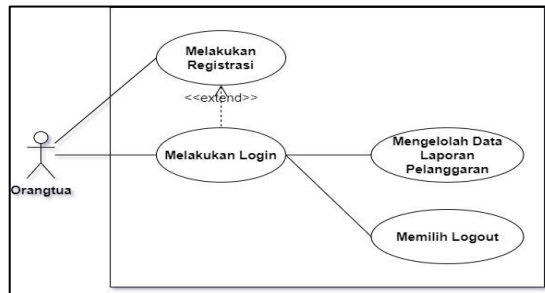 Melakukan
Registrasi
<<extend>>
Melakukan Login
Mengelolah Data
Laporan
Pelanggaran
Orangtua
Memilih Logout